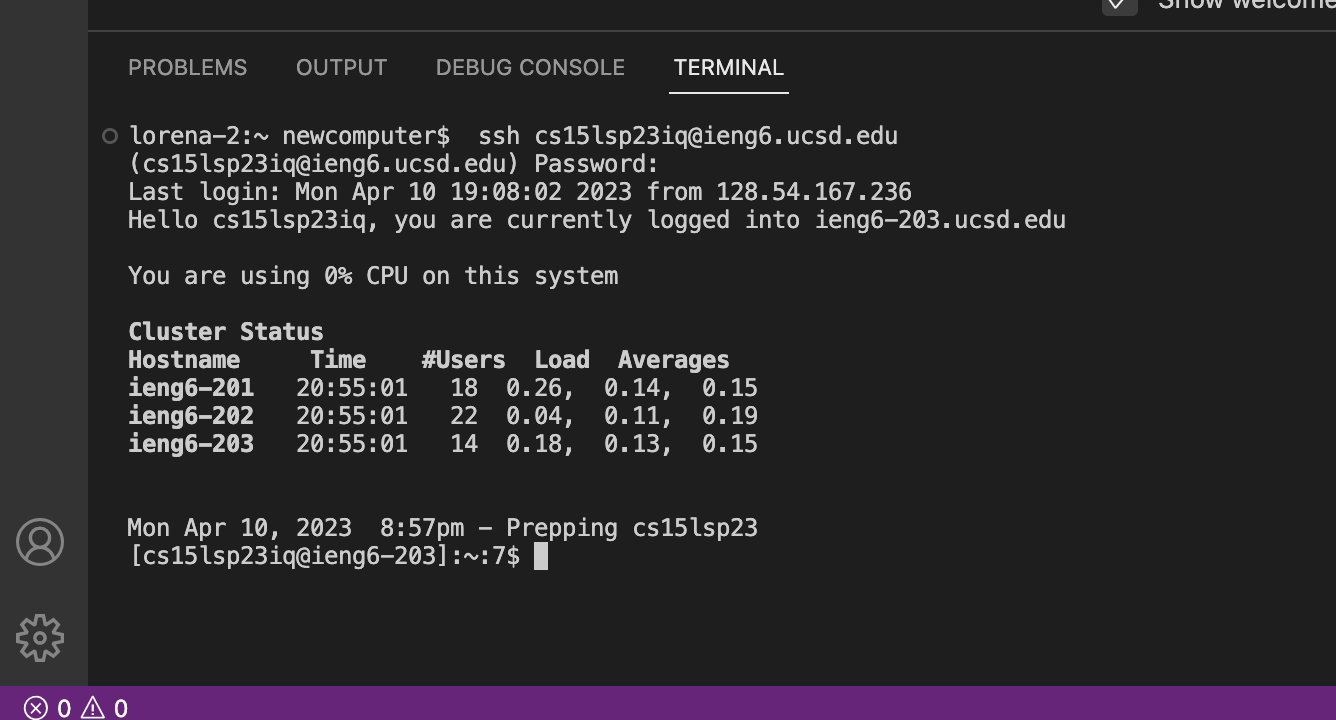 Show welcome
PROBLEMS OUTPUT DEBUG CONSOLE TERMINAL
lorena-2:~ newcomputer$  ssh cs15lsp23iq@ieng6.ucsd.edu
(cs15lsp23iq@ieng6.ucsd.edu) Password:
Last login: Mon Apr 10 19:08:02 2023 from 128.54.167.236
Hello cs15lsp23iq, you are currently logged into ieng6-203.ucsd.edu
You are using 0% CPU on this system
Cluster Status
Hostname     Time    #Users  Load  Averages
ieng6-201   20:55:01   18  0.26,  0.14,  0.15
ieng6-202   20:55:01   22  0.04,  0.11,  0.19
ieng6-203   20:55:01   14  0.18,  0.13,  0.15
Mon Apr 10, 2023  8:57pm - Prepping cs15lsp23
[cs15lsp23iq@ieng6-203]:~:7$
0 0